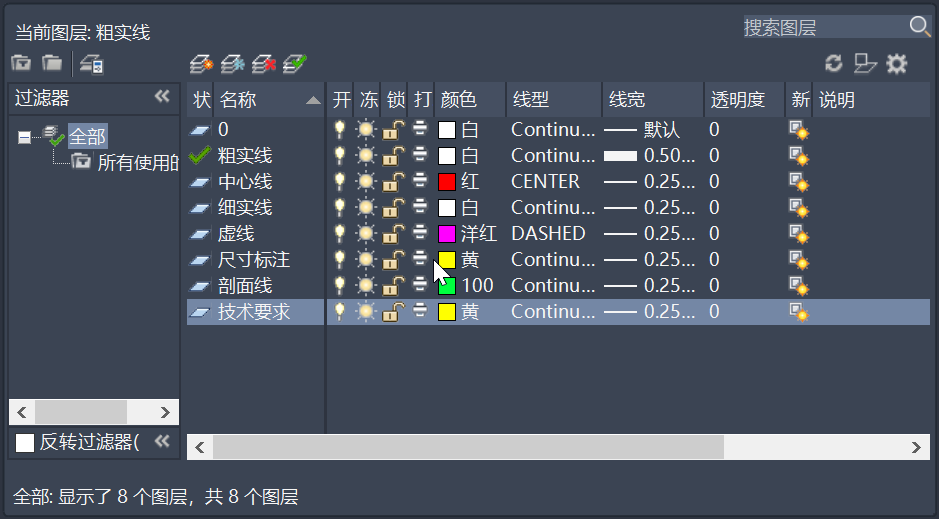 当前图层: 粗实线
搜索图层
过滤器
全部
所有使用的
反转过滤器(
状 名称 开 冻 锁 打 颜色 线型 线宽 透明度 新 说明
0 白 Continu... 默认 0
粗实线 白 Continu... 0.50... 0
中心线 红 CENTER 0.25... 0
细实线 白 Continu... 0.25... 0
虚线 洋红 DASHED 0.25... 0
尺寸标注 黄 Continu... 0.25... 0
剖面线 100 Continu... 0.25... 0
技术要求 黄 Continu... 0.25... 0
全部: 显示了 8 个图层，共 8 个图层